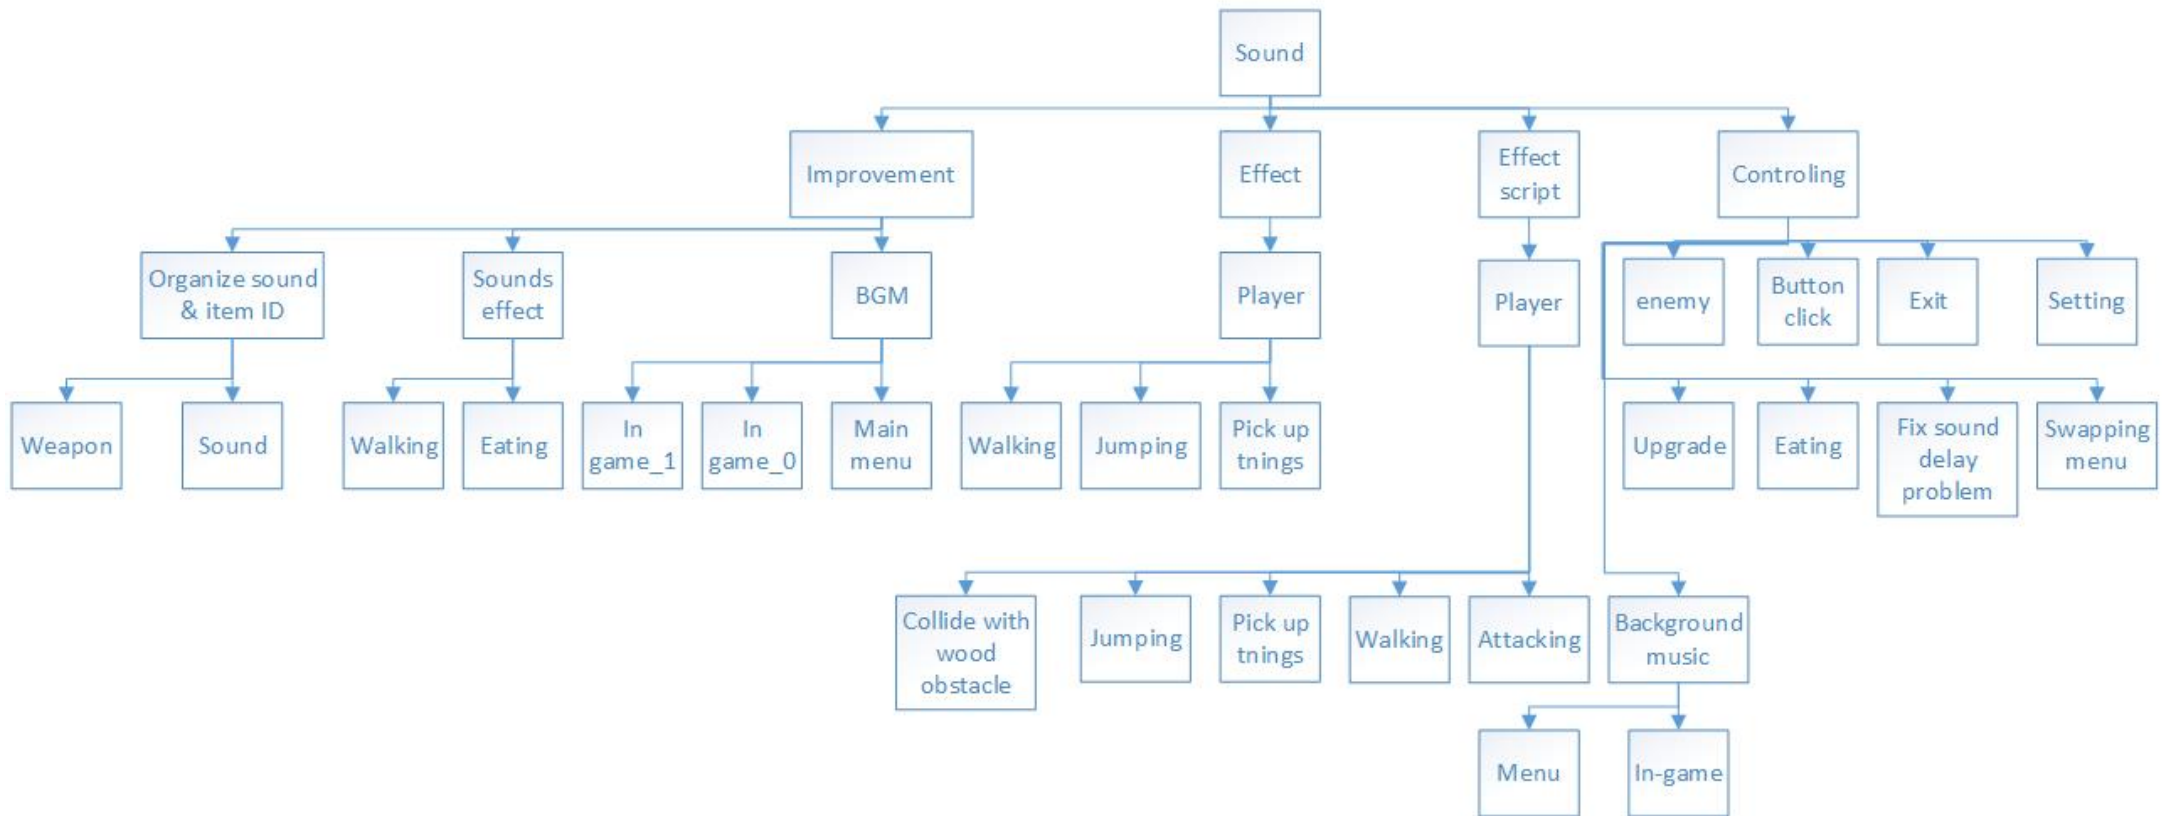 Sound
Improvement
Effect
Effect
script
Controling
Organize sound
& item ID
Sounds
effect
BGM
Player
Player
enemy
Button
click
Exit
Setting
Weapon
Sound
Walking
Eating
In
game_1
In
game_0
Main
menu
Walking
Jumping
Pick up
tnings
Upgrade
Eating
Fix sound
delay
problem
Swapping
menu
Collide with
wood
obstacle
Jumping
Pick up
tnings
Walking
Attacking
Background
music
Menu
In-game